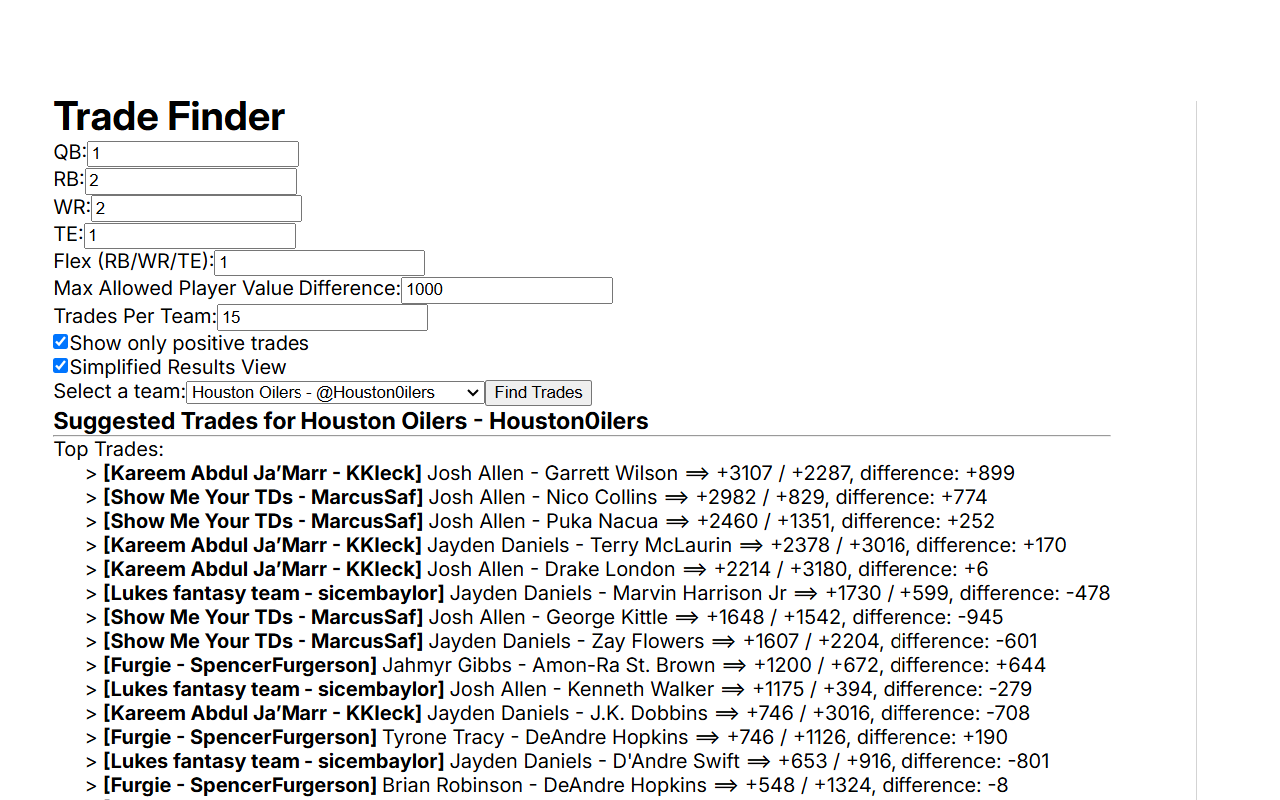 Trade Finder
QB: 1
RB: 2
WR: 2
TE: 1
Flex (RB/WR/TE): 1
Max Allowed Player Value Difference: 1000
Trades Per Team: 15
Show only positive trades
Simplified Results View
Select a team: Houston Oilers - @Houston0ilers Find Trades
Suggested Trades for Houston Oilers - Houston0ilers
Top Trades:
> [Kareem Abdul Ja’Marr - KKleck] Josh Allen - Garrett Wilson ⟹ +3107 / +2287, difference: +899
> [Show Me Your TDs - MarcusSaf] Josh Allen - Nico Collins ⟹ +2982 / +829, difference: +774
> [Show Me Your TDs - MarcusSaf] Josh Allen - Puka Nacua ⟹ +2460 / +1351, difference: +252
> [Kareem Abdul Ja’Marr - KKleck] Jayden Daniels - Terry McLaurin ⟹ +2378 / +3016, difference: +170
> [Kareem Abdul Ja’Marr - KKleck] Josh Allen - Drake London ⟹ +2214 / +3180, difference: +6
> [Lukes fantasy team - sicembaylor] Jayden Daniels - Marvin Harrison Jr ⟹ +1730 / +599, difference: -478
> [Show Me Your TDs - MarcusSaf] Josh Allen - George Kittle ⟹ +1648 / +1542, difference: -945
> [Show Me Your TDs - MarcusSaf] Jayden Daniels - Zay Flowers ⟹ +1607 / +2204, difference: -601
> [Furgie - SpencerFurgerson] Jahmyr Gibbs - Amon-Ra St. Brown ⟹ +1200 / +672, difference: +644
> [Lukes fantasy team - sicembaylor] Josh Allen - Kenneth Walker ⟹ +1175 / +394, difference: -279
> [Kareem Abdul Ja’Marr - KKleck] Jayden Daniels - J.K. Dobbins ⟹ +746 / +3016, difference: -708
> [Furgie - SpencerFurgerson] Tyrone Tracy - DeAndre Hopkins ⟹ +746 / +1126, difference: +190
> [Lukes fantasy team - sicembaylor] Jayden Daniels - D'Andre Swift ⟹ +653 / +916, difference: -801
> [Furgie - SpencerFurgerson] Brian Robinson - DeAndre Hopkins ⟹ +548 / +1324, difference: -8